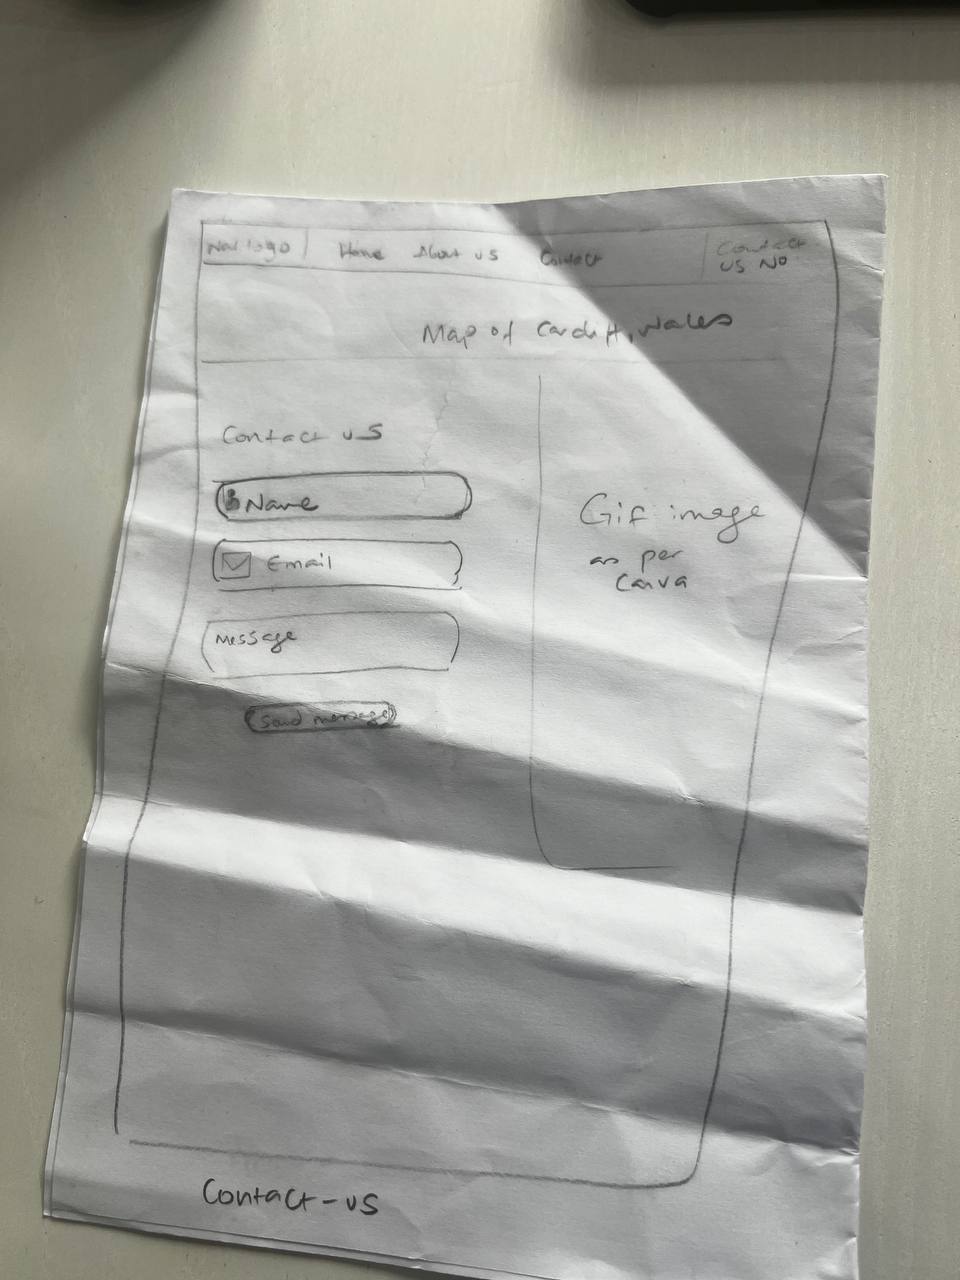 Nav logo
Home About us Contact
Contact
us No
Map of Cardiff, Wales
Contact us
Name
Email
Message
Send message
Gif image
as per
Canva
Contact-us